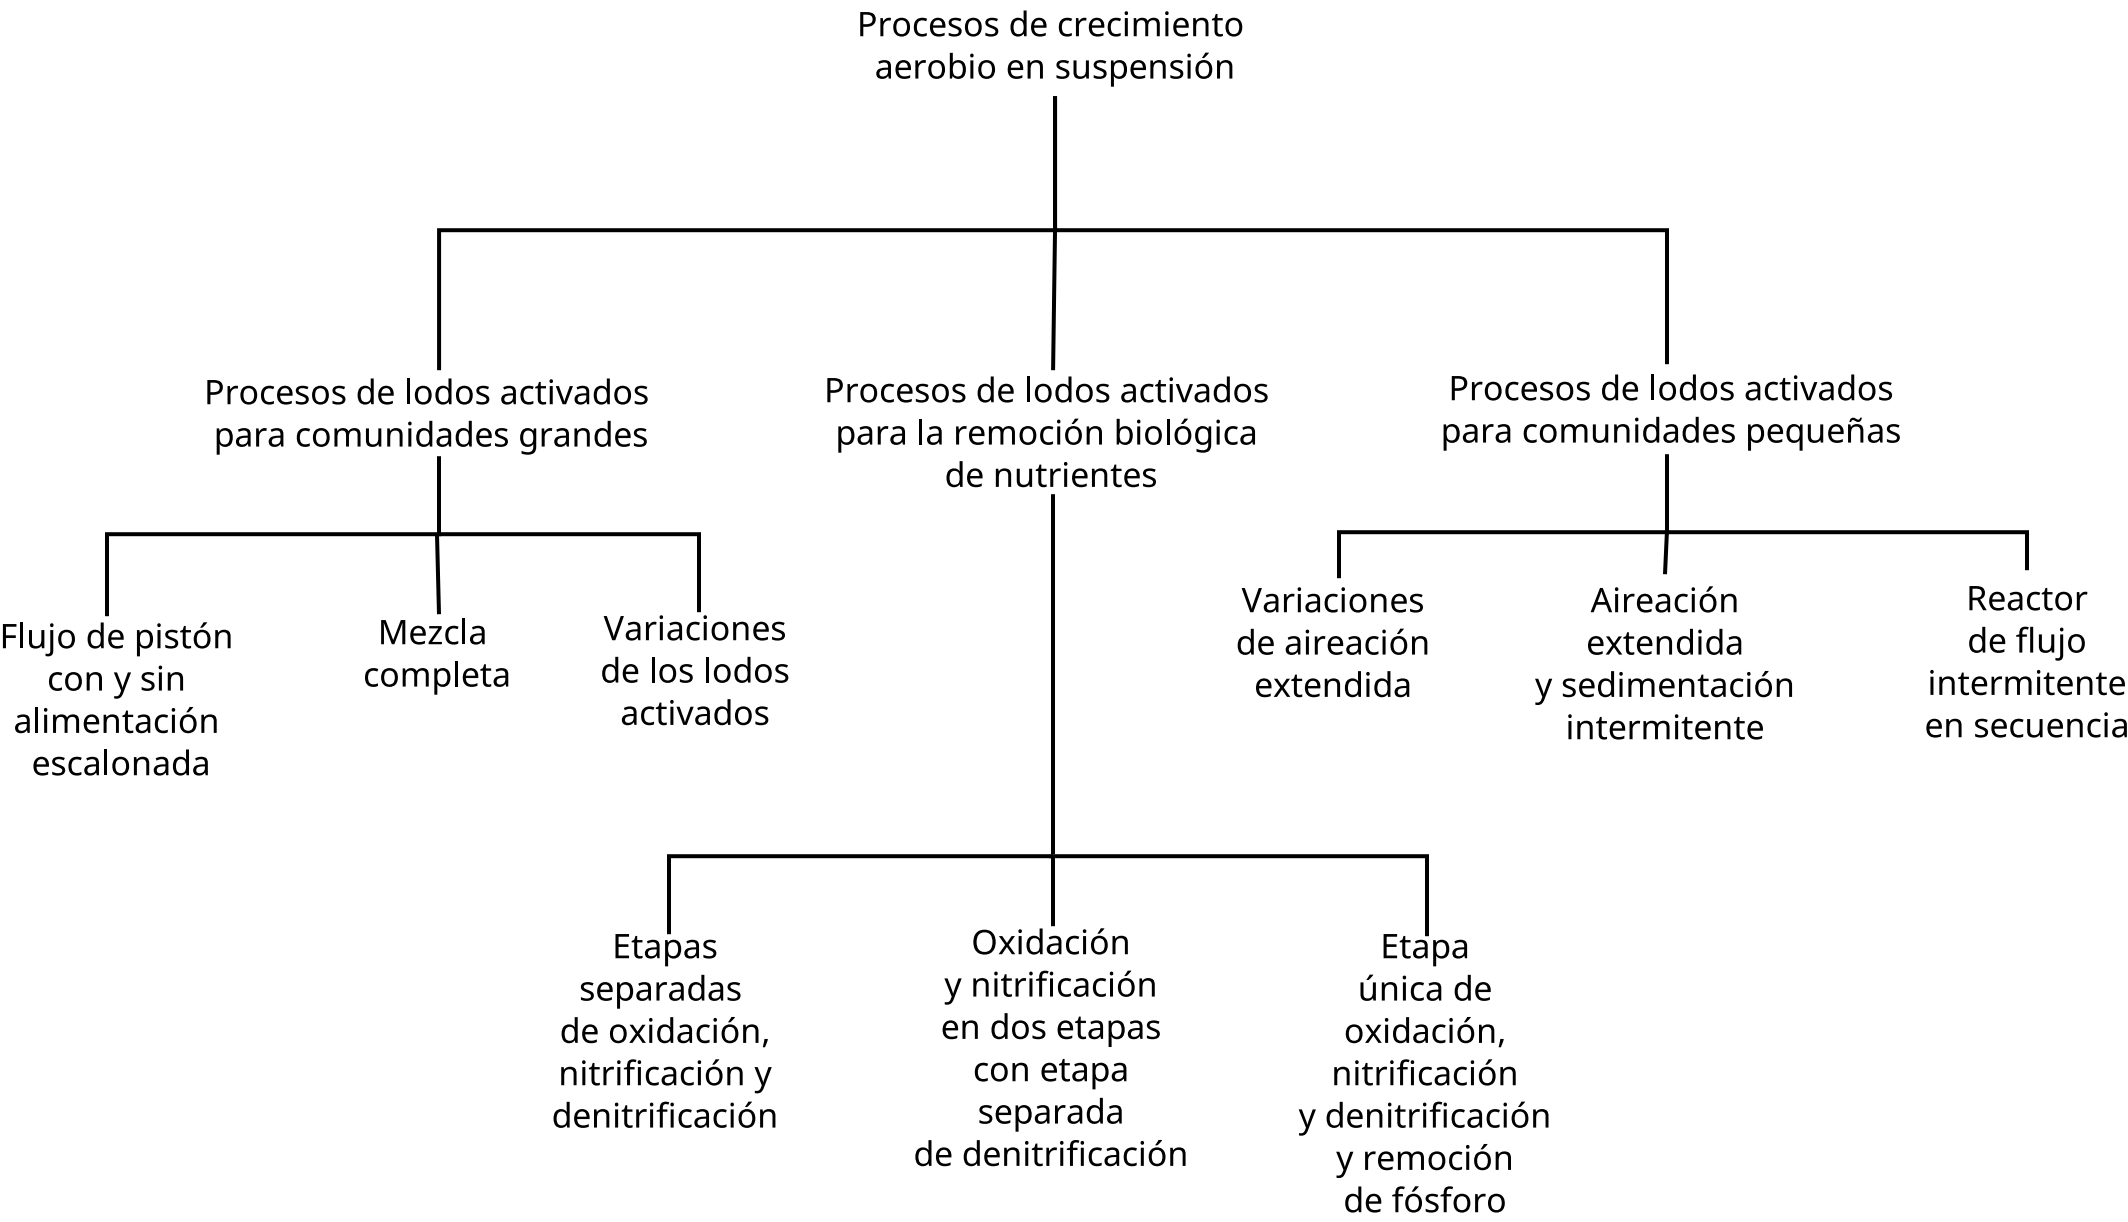 Procesos de crecimiento
aerobio en suspensión
Procesos de lodos activados
para comunidades grandes
Procesos de lodos activados
para la remoción biológica
de nutrientes
Procesos de lodos activados
para comunidades pequeñas
Flujo de pistón
con y sin
alimentación
escalonada
Mezcla
completa
Variaciones
de los lodos
activados
Variaciones
de aireación
extendida
Aireación
extendida
y sedimentación
intermitente
Reactor
de flujo
intermitente
en secuencia
Etapas
separadas
de oxidación,
nitrificación y
denitrificación
Oxidación
y nitrificación
en dos etapas
con etapa
separada
de denitrificación
Etapa
única de
oxidación,
nitrificación
y denitrificación
y remoción
de fósforo